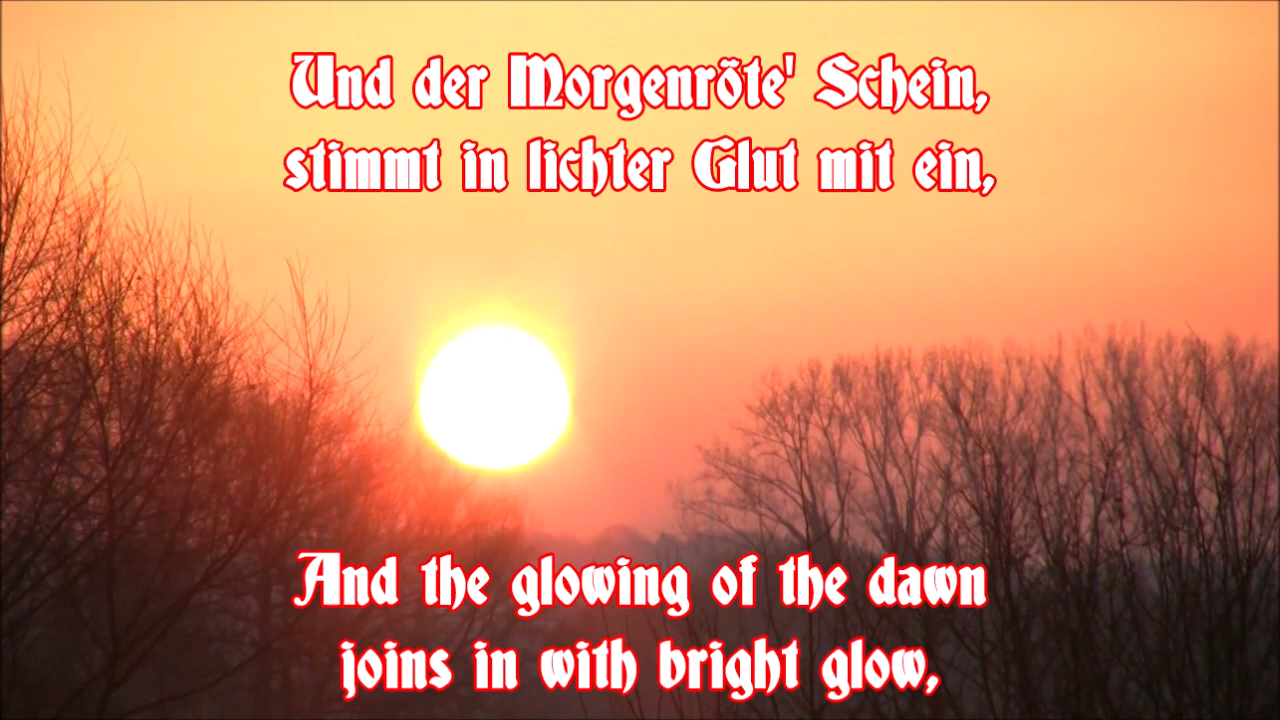 Und der Morgenröte' Schein,
stimmt in lichter Glut mit ein,
And the glowing of the dawn
joins in with bright glow,